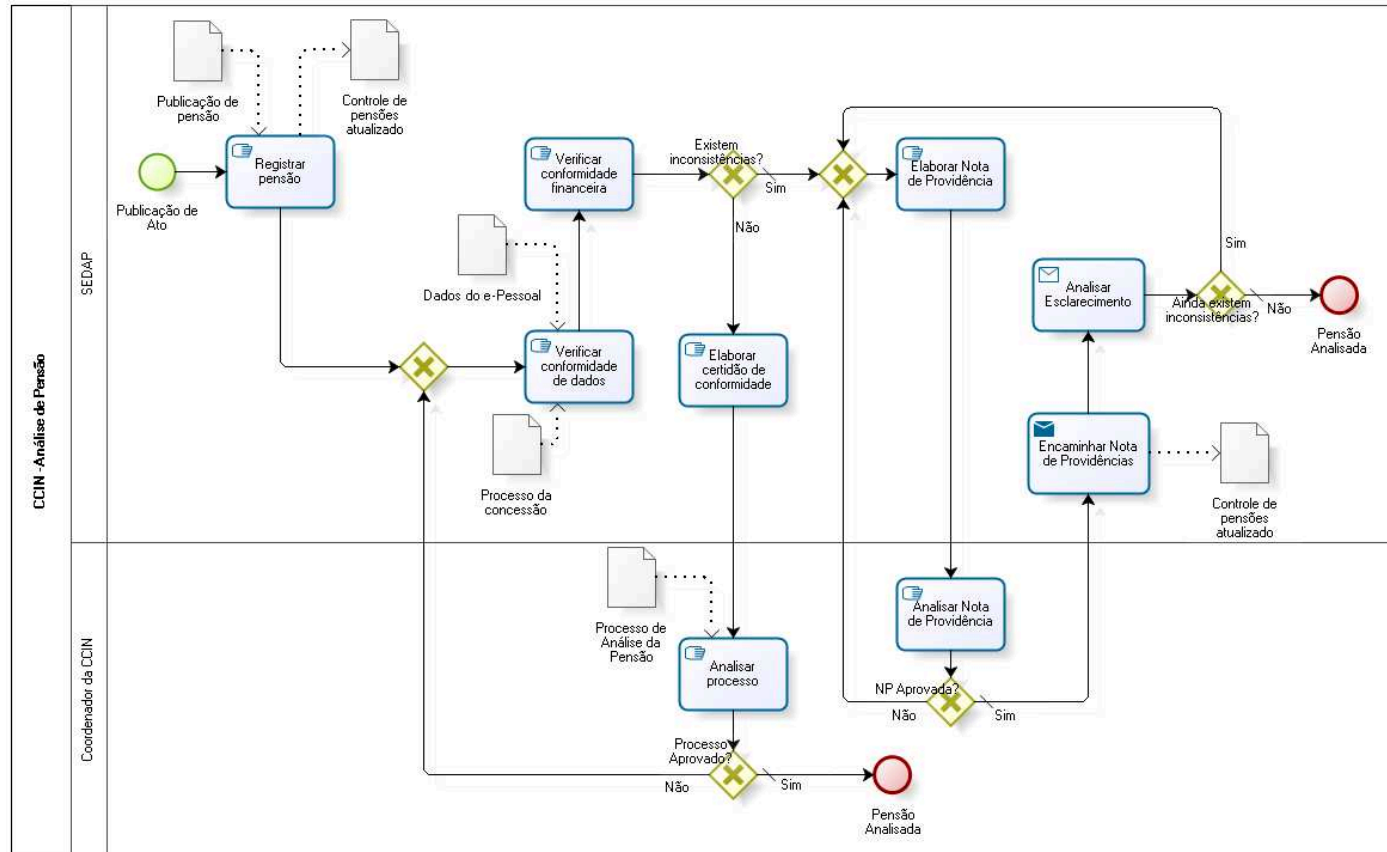 CCIN - Análise de Pensão
SEDAP
Publicação de
pensão
Controle de
pensões
atualizado
Publicação de
Ato
Registrar
pensão
Verificar
conformidade
financeira
Existem
inconsistências?
Sim
Não
Elaborar Nota
de Providência
Dados do e-Pessoal
Verificar
conformidade
de dados
Processo da
concessão
Elaborar
certidão de
conformidade
Analisar
Esclarecimento
Sim
Ainda existem
inconsistências?
Não
Pensão
Analisada
Encaminhar Nota
de Providências
Controle de
pensões
atualizado
Coordenador da CCIN
Processo de
Análise da
Pensão
Analisar
processo
Processo
Aprovado?
Não
Sim
Pensão
Analisada
Analisar Nota
de Providência
NP Aprovada?
Não
Sim